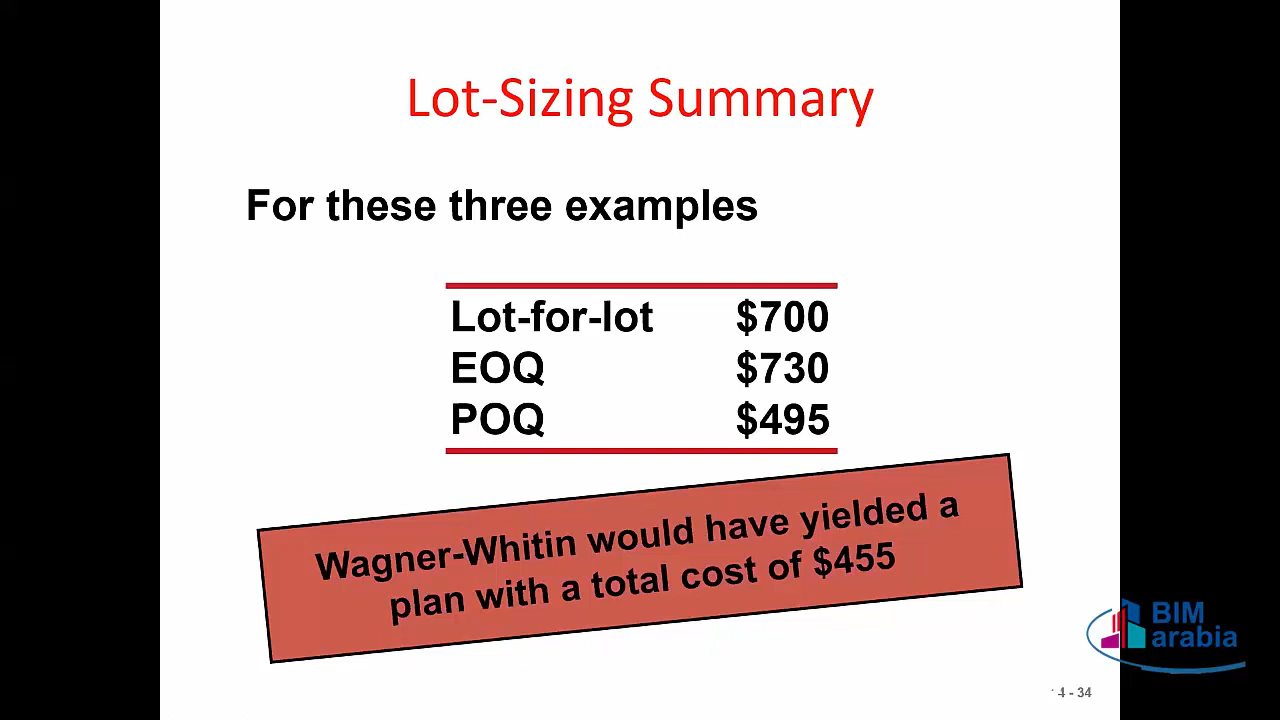 Lot-Sizing Summary
For these three examples
Lot-for-lot $700
EOQ $730
POQ $495
Wagner-Whitin would have yielded a
plan with a total cost of $455
BIM
arabia
4 - 34